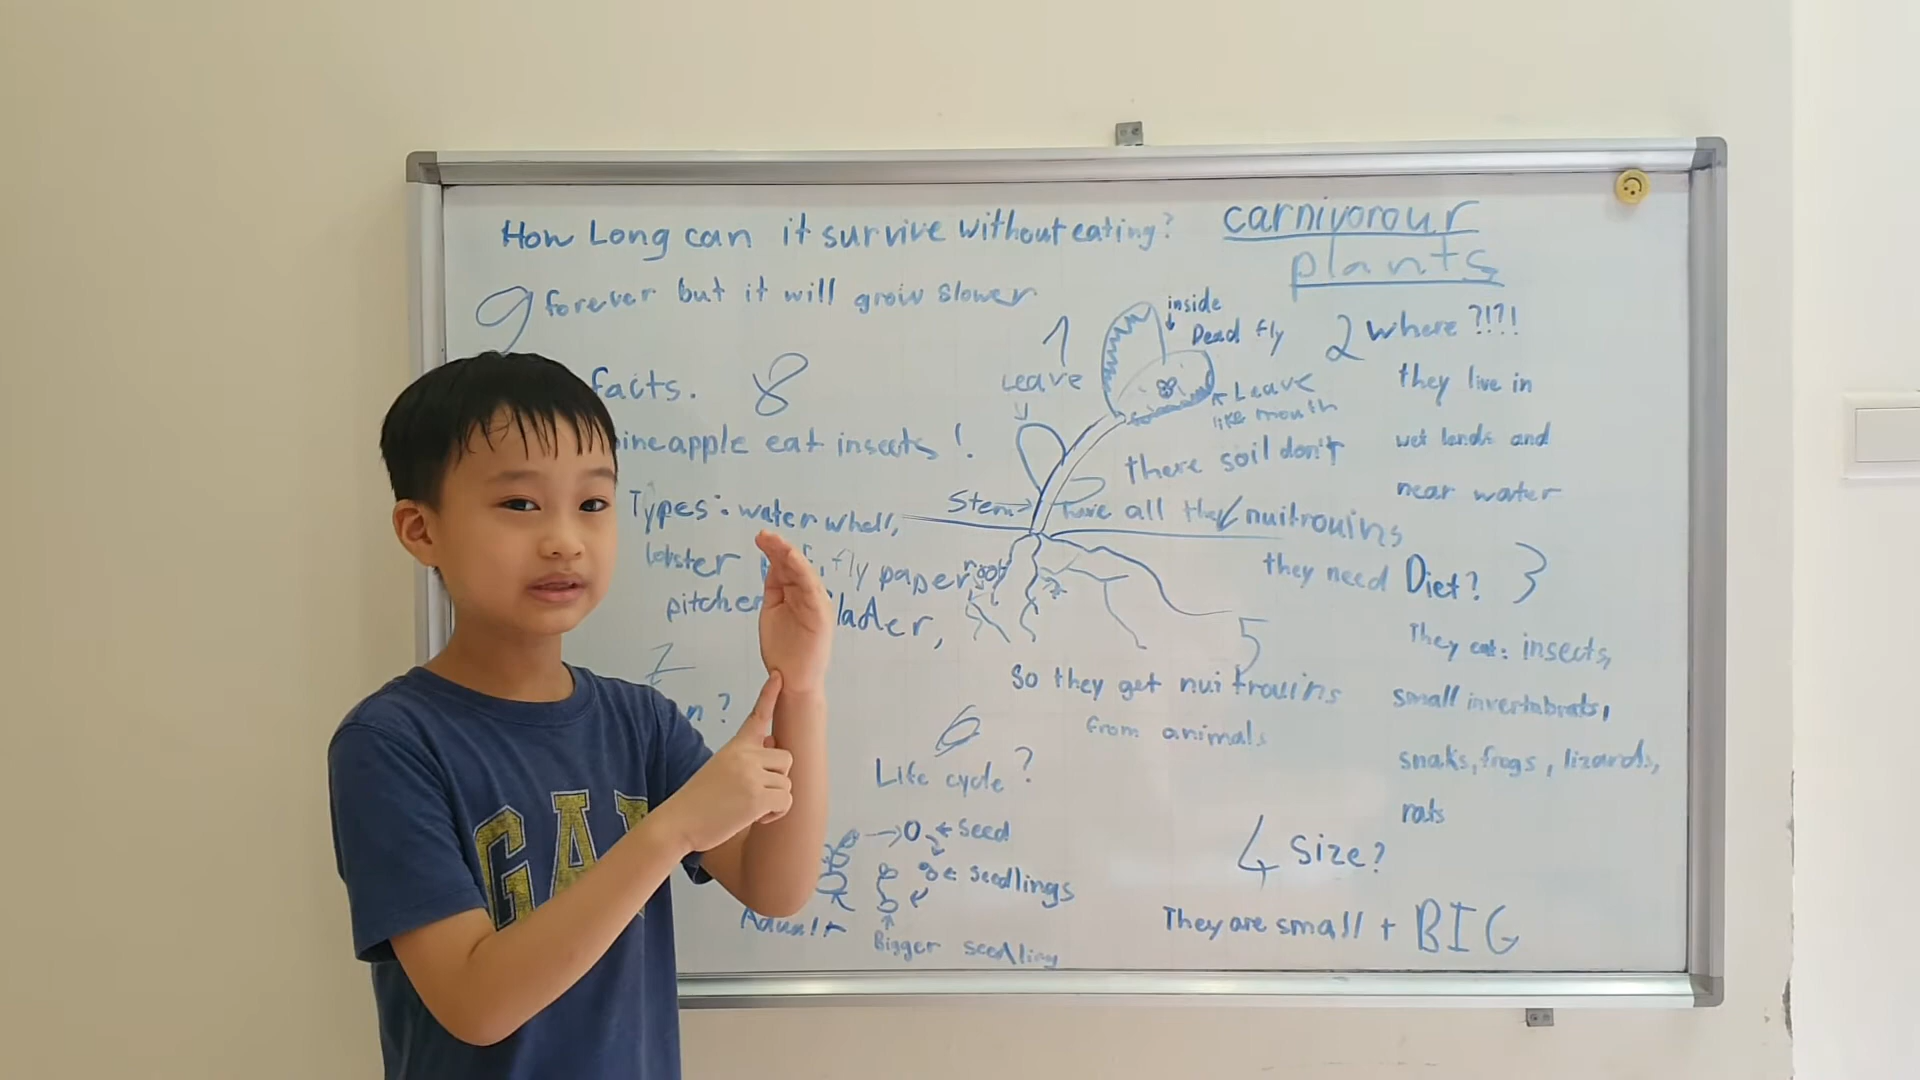 How Long can it survive without eating?
9 forever but it will grow slower
carnivorour
plants
1
Leave
inside
Dead fly
Leave
like mouth
Stem
root
2 where ?!?!
they live in
wet lands and
near water
Diet? 3
They eat: insects,
small invertabrats,
snaks, frogs, lizards,
rats
4 Size?
They are small + BIG
there soil don't
have all the nuitrouins
they need
5
So they get nuitrouins
from animals
6
Life cycle?
seed
seedlings
Bigger seedling
Adualt
7
?
Types: water whell,
lobster fly paper
pitcher
8
facts.
eat insects!
GAP